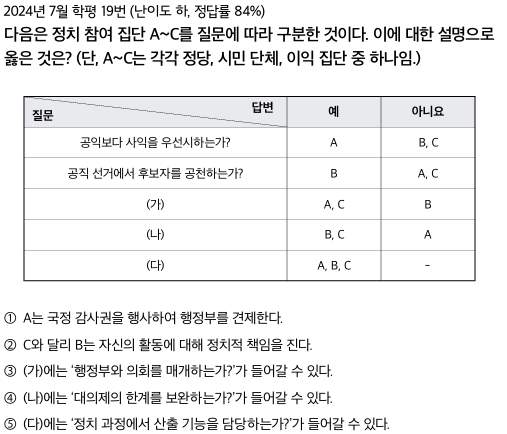 2024년 7월 학평 19번 (난이도 하, 정답률 84%)
다음은 정치 참여 집단 A~C를 질문에 따라 구분한 것이다. 이에 대한 설명으로
옳은 것은? (단, A~C는 각각 정당, 시민 단체, 이익 집단 중 하나임.)
질문 답변 예 아니요
공익보다 사익을 우선시하는가? A B, C
공직 선거에서 후보자를 공천하는가? B A, C
(가) A, C B
(나) B, C A
(다) A, B, C –
① A는 국정 감사권을 행사하여 행정부를 견제한다.
② C와 달리 B는 자신의 활동에 대해 정치적 책임을 진다.
③ (가)에는 '행정부와 의회를 매개하는가?'가 들어갈 수 있다.
④ (나)에는 '대의제의 한계를 보완하는가?'가 들어갈 수 있다.
⑤ (다)에는 '정치 과정에서 산출 기능을 담당하는가?'가 들어갈 수 있다.